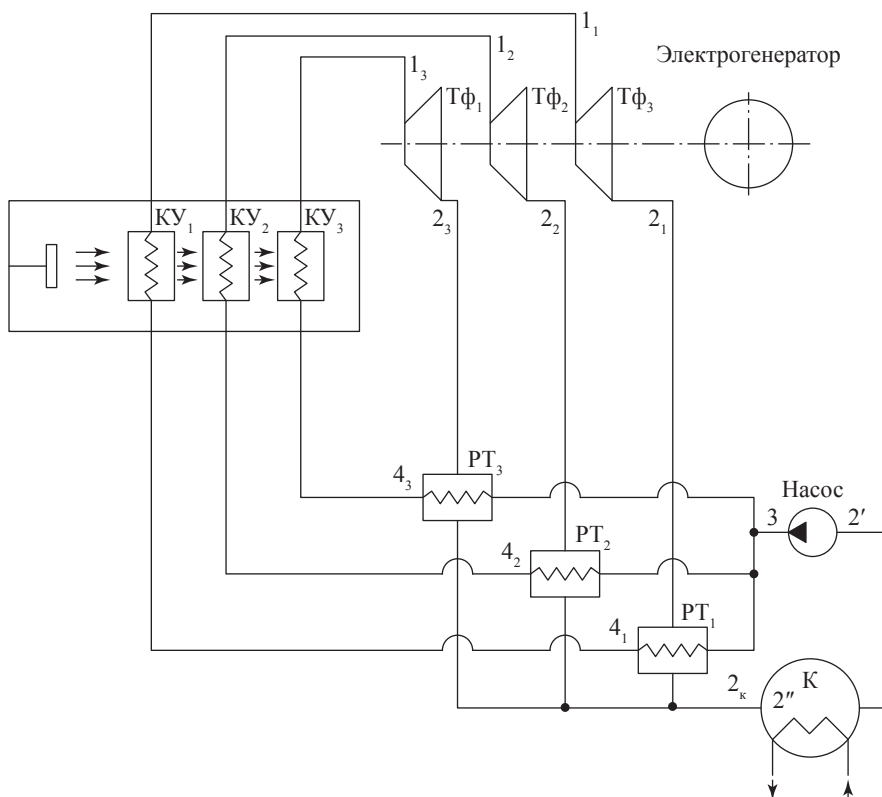 1₁
Электрогенератор
1₂
1₃
Тф₁ Тф₂ Тф₃
КУ₁ КУ₂ КУ₃
2₃ 2₂ 2₁
4₃ РТ₃
Насос
3 2′
4₂ РТ₂
4₁ РТ₁
2ₖ 2″ К